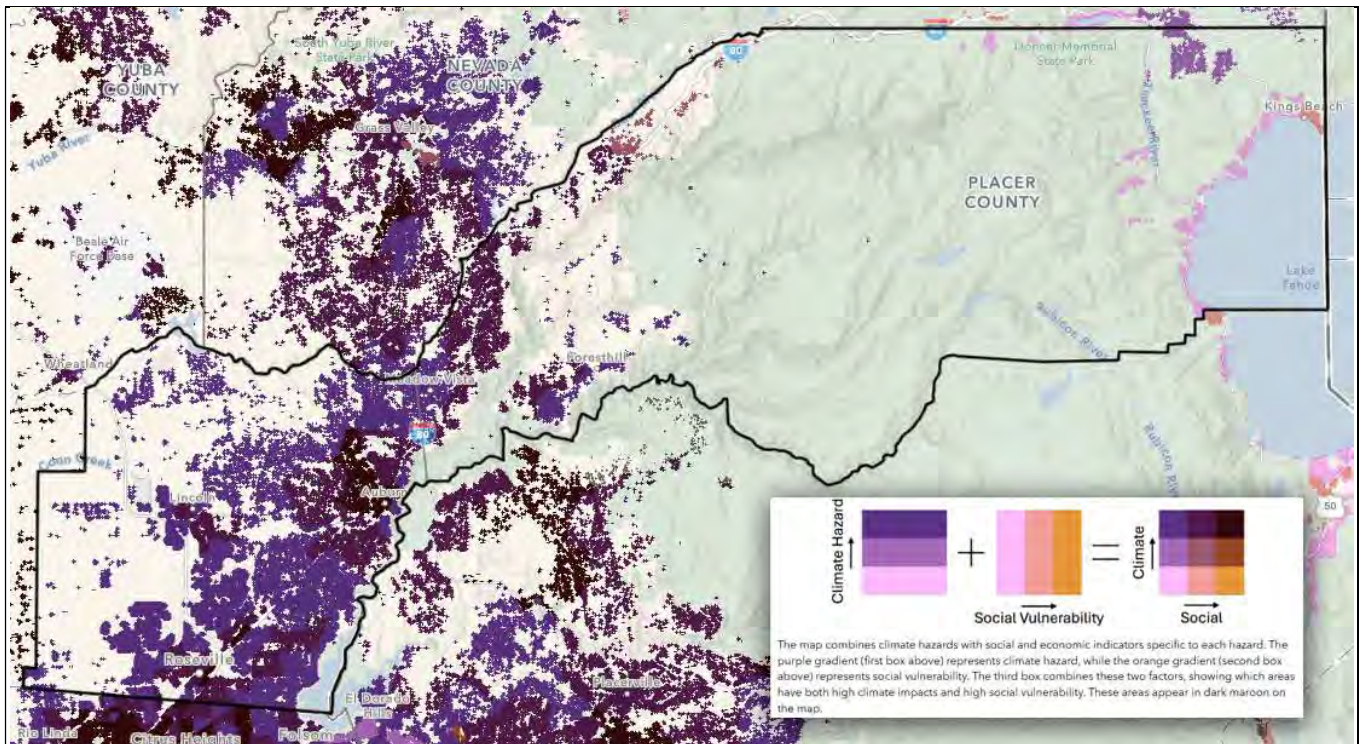 South Yuba River
State Park
YUBA
COUNTY
NEVADA
COUNTY
80
Donner Memorial
State Park
Truckee River
Kings Beach
Grass Valley
Yuba River
PLACER
COUNTY
Beale Air
Force Base
Lake
Tahoe
Rubicon River
Wheatland
Foresthill
Meadow Vista
80
Coon Creek
Lincoln
Auburn
Rubicon River
50
Roseville
Placerville
El Dorado
Hills
Rio Linda
Citrus Heights
Folsom
Climate Hazard
+
=
Climate
Social Vulnerability
Social
The map combines climate hazards with social and economic indicators specific to each hazard. The
purple gradient (first box above) represents climate hazard, while the orange gradient (second box
above) represents social vulnerability. The third box combines these two factors, showing which areas
have both high climate impacts and high social vulnerability. These areas appear in dark maroon on
the map.